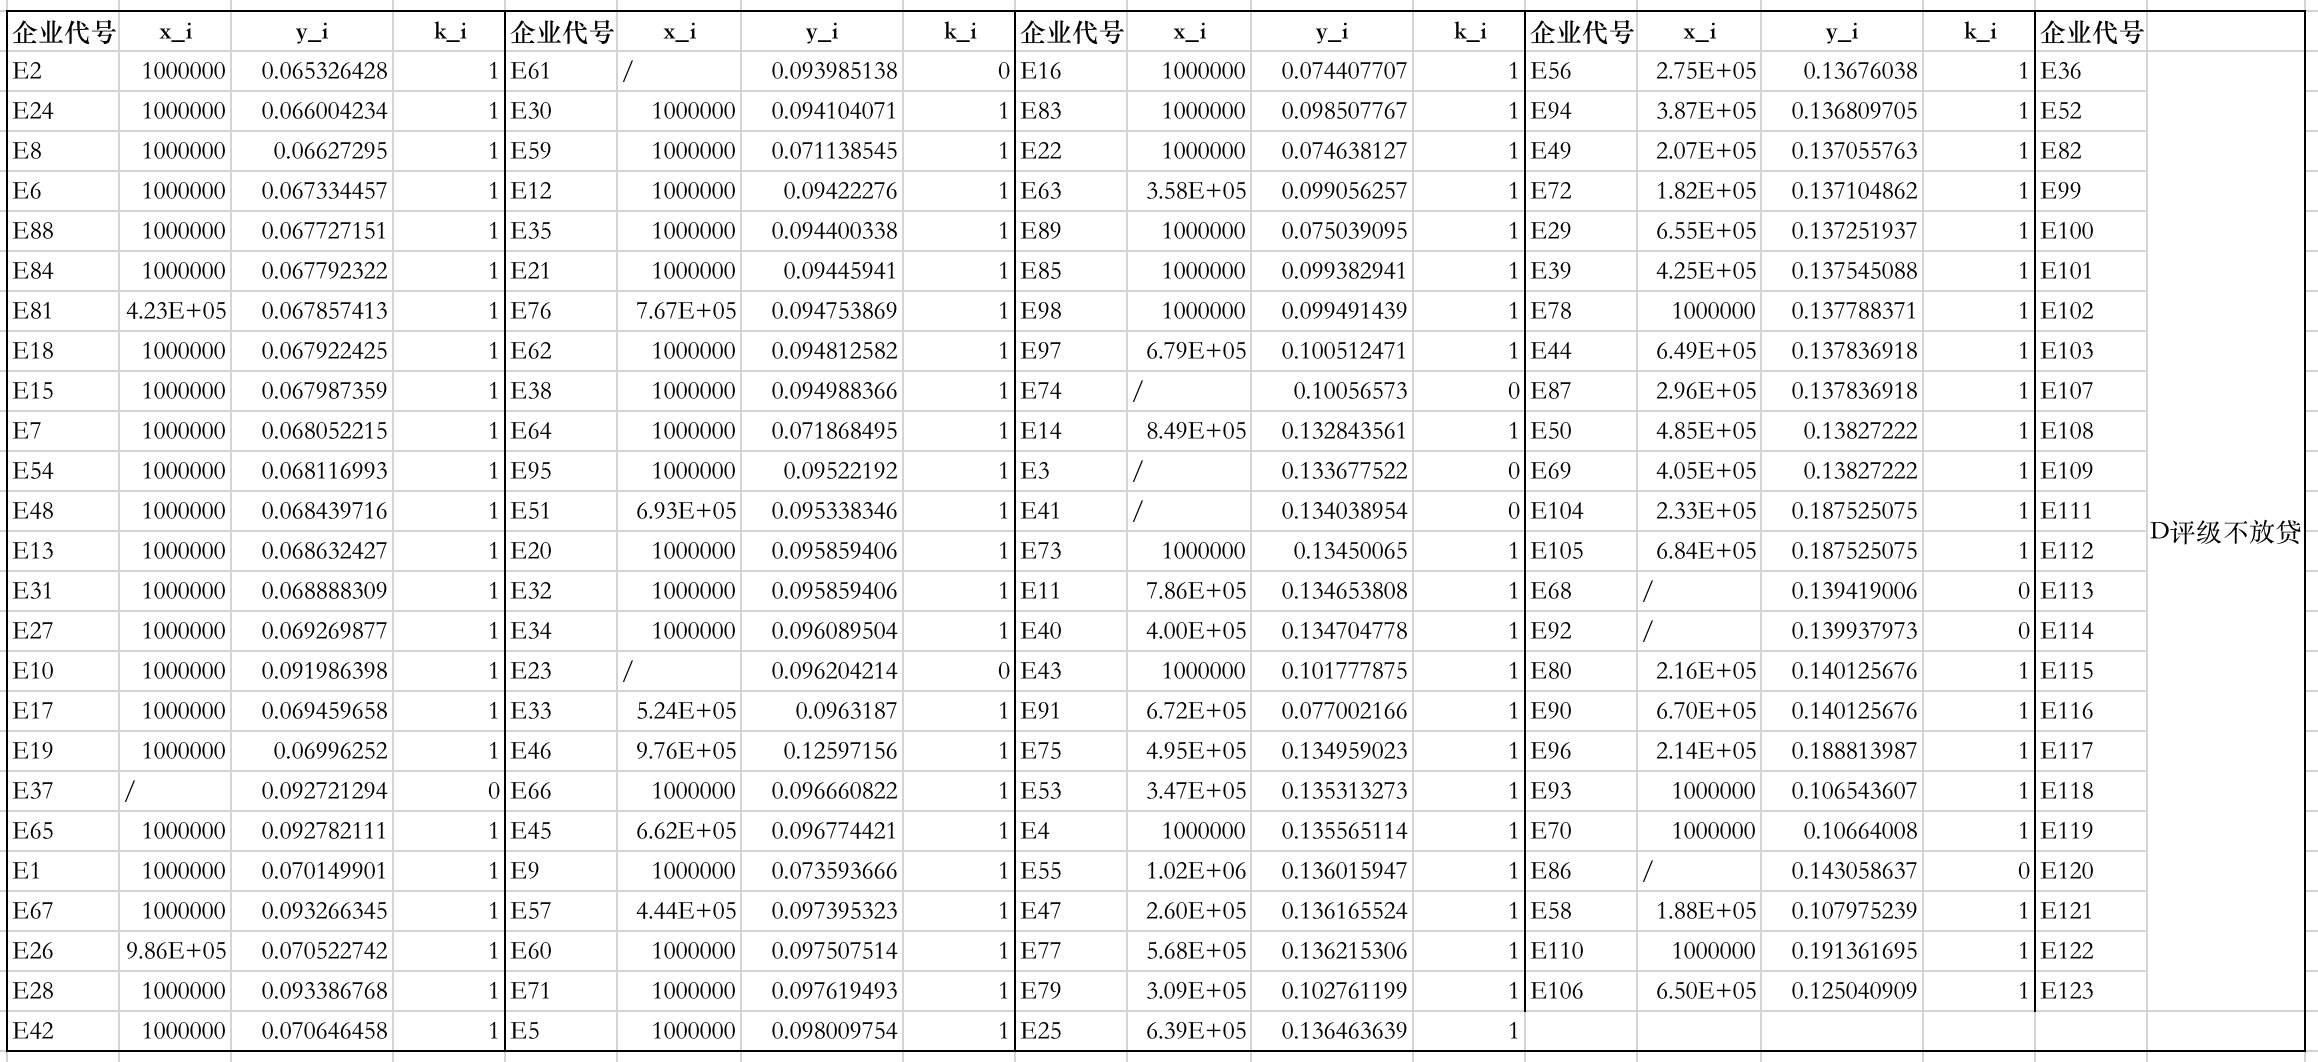 企业代号 x_i y_i k_i 企业代号 x_i y_i k_i 企业代号 x_i y_i k_i 企业代号 x_i y_i k_i 企业代号
E2 1000000 0.065326428 1 E61 / 0.093985138 0 E16 1000000 0.074407707 1 E56 2.75E+05 0.13676038 1 E36
E24 1000000 0.066004234 1 E30 1000000 0.094104071 1 E83 1000000 0.098507767 1 E94 3.87E+05 0.136809705 1 E52
E8 1000000 0.06627295 1 E59 1000000 0.071138545 1 E22 1000000 0.074638127 1 E49 2.07E+05 0.137055763 1 E82
E6 1000000 0.067334457 1 E12 1000000 0.09422276 1 E63 3.58E+05 0.099056257 1 E72 1.82E+05 0.137104862 1 E99
E88 1000000 0.067727151 1 E35 1000000 0.094400338 1 E89 1000000 0.075039095 1 E29 6.55E+05 0.137251937 1 E100
E84 1000000 0.067792322 1 E21 1000000 0.09445941 1 E85 1000000 0.099382941 1 E39 4.25E+05 0.137545088 1 E101
E81 4.23E+05 0.067857413 1 E76 7.67E+05 0.094753869 1 E98 1000000 0.099491439 1 E78 1000000 0.137788371 1 E102
E18 1000000 0.067922425 1 E62 1000000 0.094812582 1 E97 6.79E+05 0.100512471 1 E44 6.49E+05 0.137836918 1 E103
E15 1000000 0.067987359 1 E38 1000000 0.094988366 1 E74 / 0.10056573 0 E87 2.96E+05 0.137836918 1 E107
E7 1000000 0.068052215 1 E64 1000000 0.071868495 1 E14 8.49E+05 0.132843561 1 E50 4.85E+05 0.13827222 1 E108
E54 1000000 0.068116993 1 E95 1000000 0.09522192 1 E3 / 0.133677522 0 E69 4.05E+05 0.13827222 1 E109
E48 1000000 0.068439716 1 E51 6.93E+05 0.095338346 1 E41 / 0.134038954 0 E104 2.33E+05 0.187525075 1 E111
E13 1000000 0.068632427 1 E20 1000000 0.095859406 1 E73 1000000 0.13450065 1 E105 6.84E+05 0.187525075 1 E112 D评级不放贷
E31 1000000 0.068888309 1 E32 1000000 0.095859406 1 E11 7.86E+05 0.134653808 1 E68 / 0.139419006 0 E113
E27 1000000 0.069269877 1 E34 1000000 0.096089504 1 E40 4.00E+05 0.134704778 1 E92 / 0.139937973 0 E114
E10 1000000 0.091986398 1 E23 / 0.096204214 0 E43 1000000 0.101777875 1 E80 2.16E+05 0.140125676 1 E115
E17 1000000 0.069459658 1 E33 5.24E+05 0.0963187 1 E91 6.72E+05 0.077002166 1 E90 6.70E+05 0.140125676 1 E116
E19 1000000 0.06996252 1 E46 9.76E+05 0.12597156 1 E75 4.95E+05 0.134959023 1 E96 2.14E+05 0.188813987 1 E117
E37 / 0.092721294 0 E66 1000000 0.096660822 1 E53 3.47E+05 0.135313273 1 E93 1000000 0.106543607 1 E118
E65 1000000 0.092782111 1 E45 6.62E+05 0.096774421 1 E4 1000000 0.135565114 1 E70 1000000 0.10664008 1 E119
E1 1000000 0.070149901 1 E9 1000000 0.073593666 1 E55 1.02E+06 0.136015947 1 E86 / 0.143058637 0 E120
E67 1000000 0.093266345 1 E57 4.44E+05 0.097395323 1 E47 2.60E+05 0.136165524 1 E58 1.88E+05 0.107975239 1 E121
E26 9.86E+05 0.070522742 1 E60 1000000 0.097507514 1 E77 5.68E+05 0.136215306 1 E110 1000000 0.191361695 1 E122
E28 1000000 0.093386768 1 E71 1000000 0.097619493 1 E79 3.09E+05 0.102761199 1 E106 6.50E+05 0.125040909 1 E123
E42 1000000 0.070646458 1 E5 1000000 0.098009754 1 E25 6.39E+05 0.136463639 1